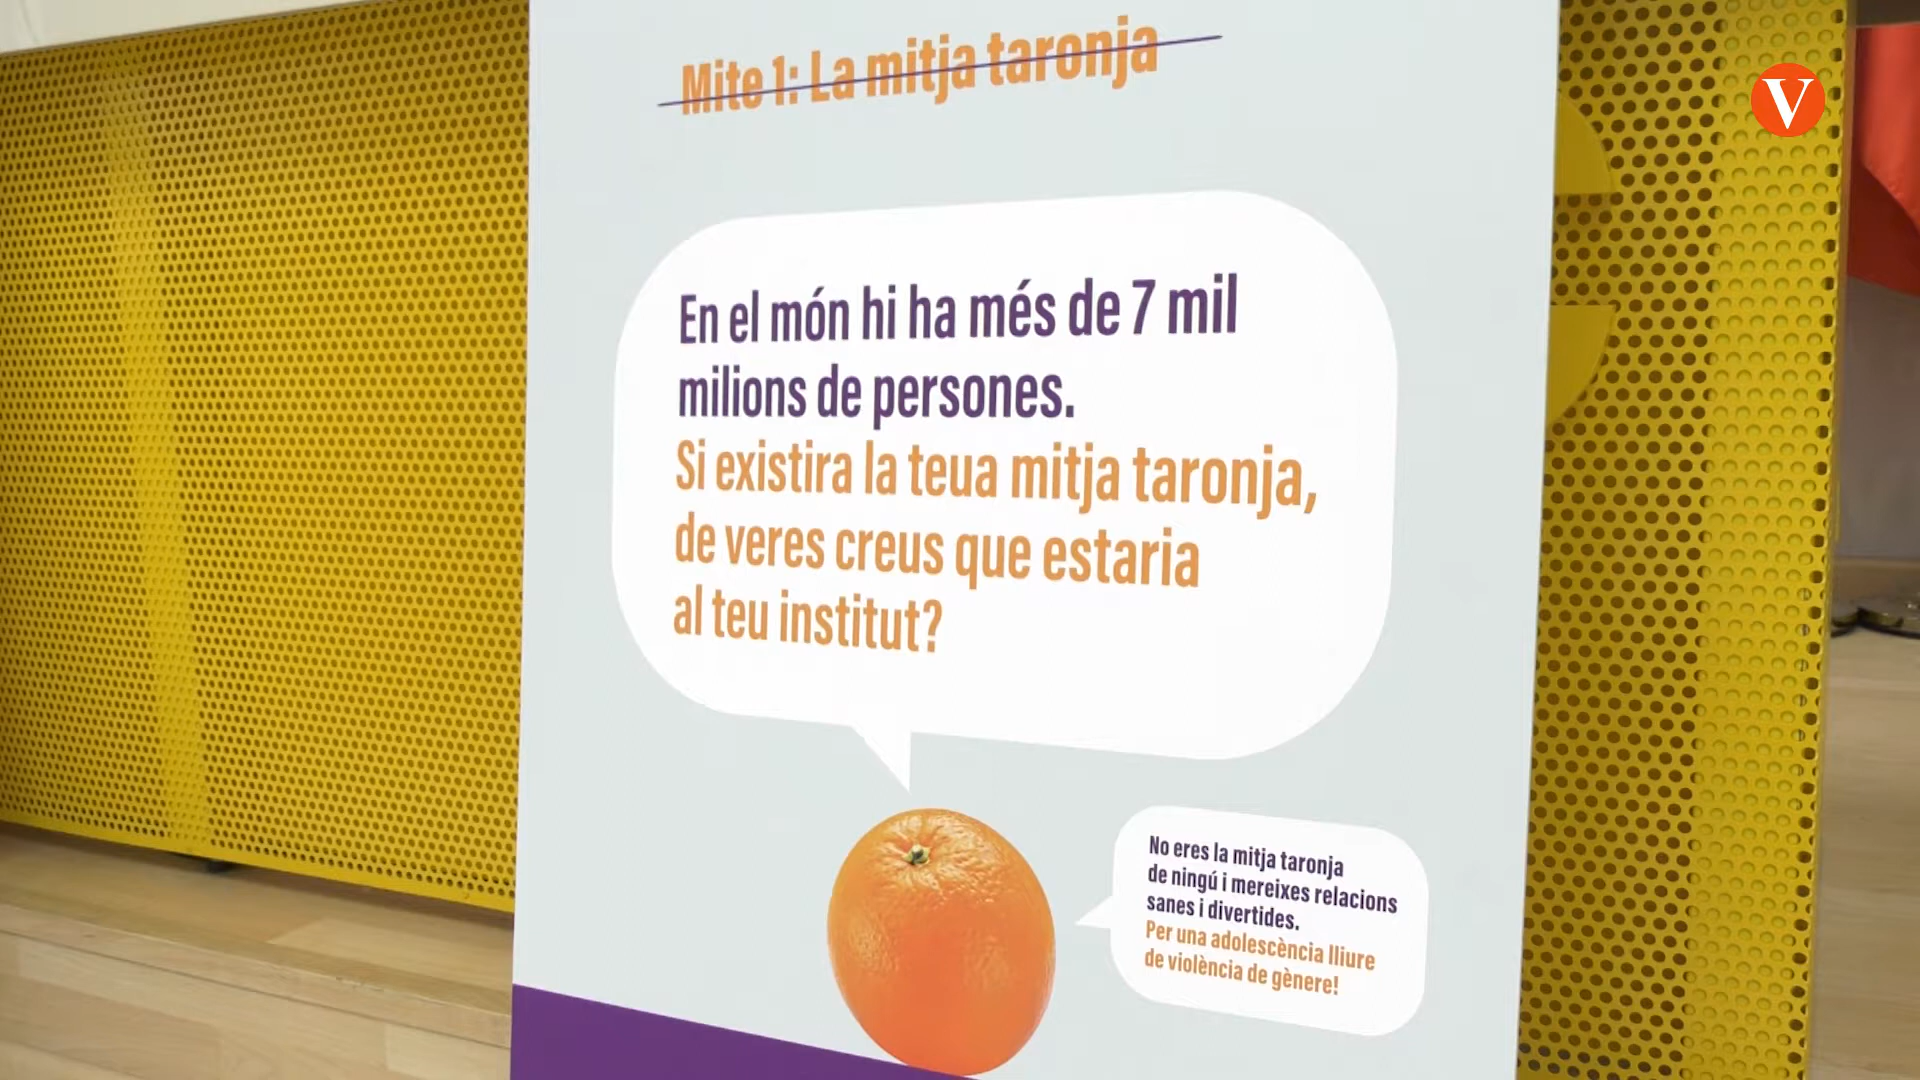 Mite 1: La mitja taronja
V
En el món hi ha més de 7 mil
milions de persones.
Si existira la teua mitja taronja,
de veres creus que estaria
al teu institut?
No eres la mitja taronja
de ningú i mereixes relacions
sanes i divertides.
Per una adolescència lliure
de violència de gènere!